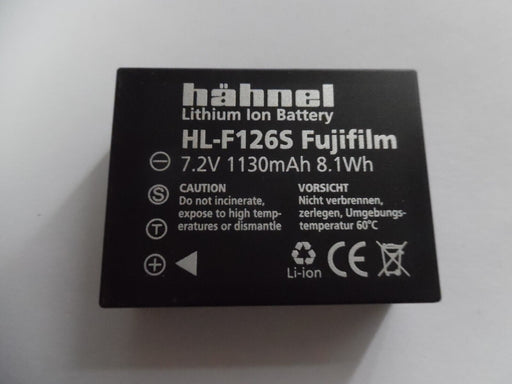 hähnel
Lithium Ion Battery
HL-F126S Fujifilm
7.2V 1130mAh 8.1Wh
CAUTION
Do not incinerate,
expose to high temp-
eratures or dismantle
VORSICHT
Nicht verbrennen,
zerlegen, Umgebungs-
temperatur 60°C
S
T
Li-ion
CE